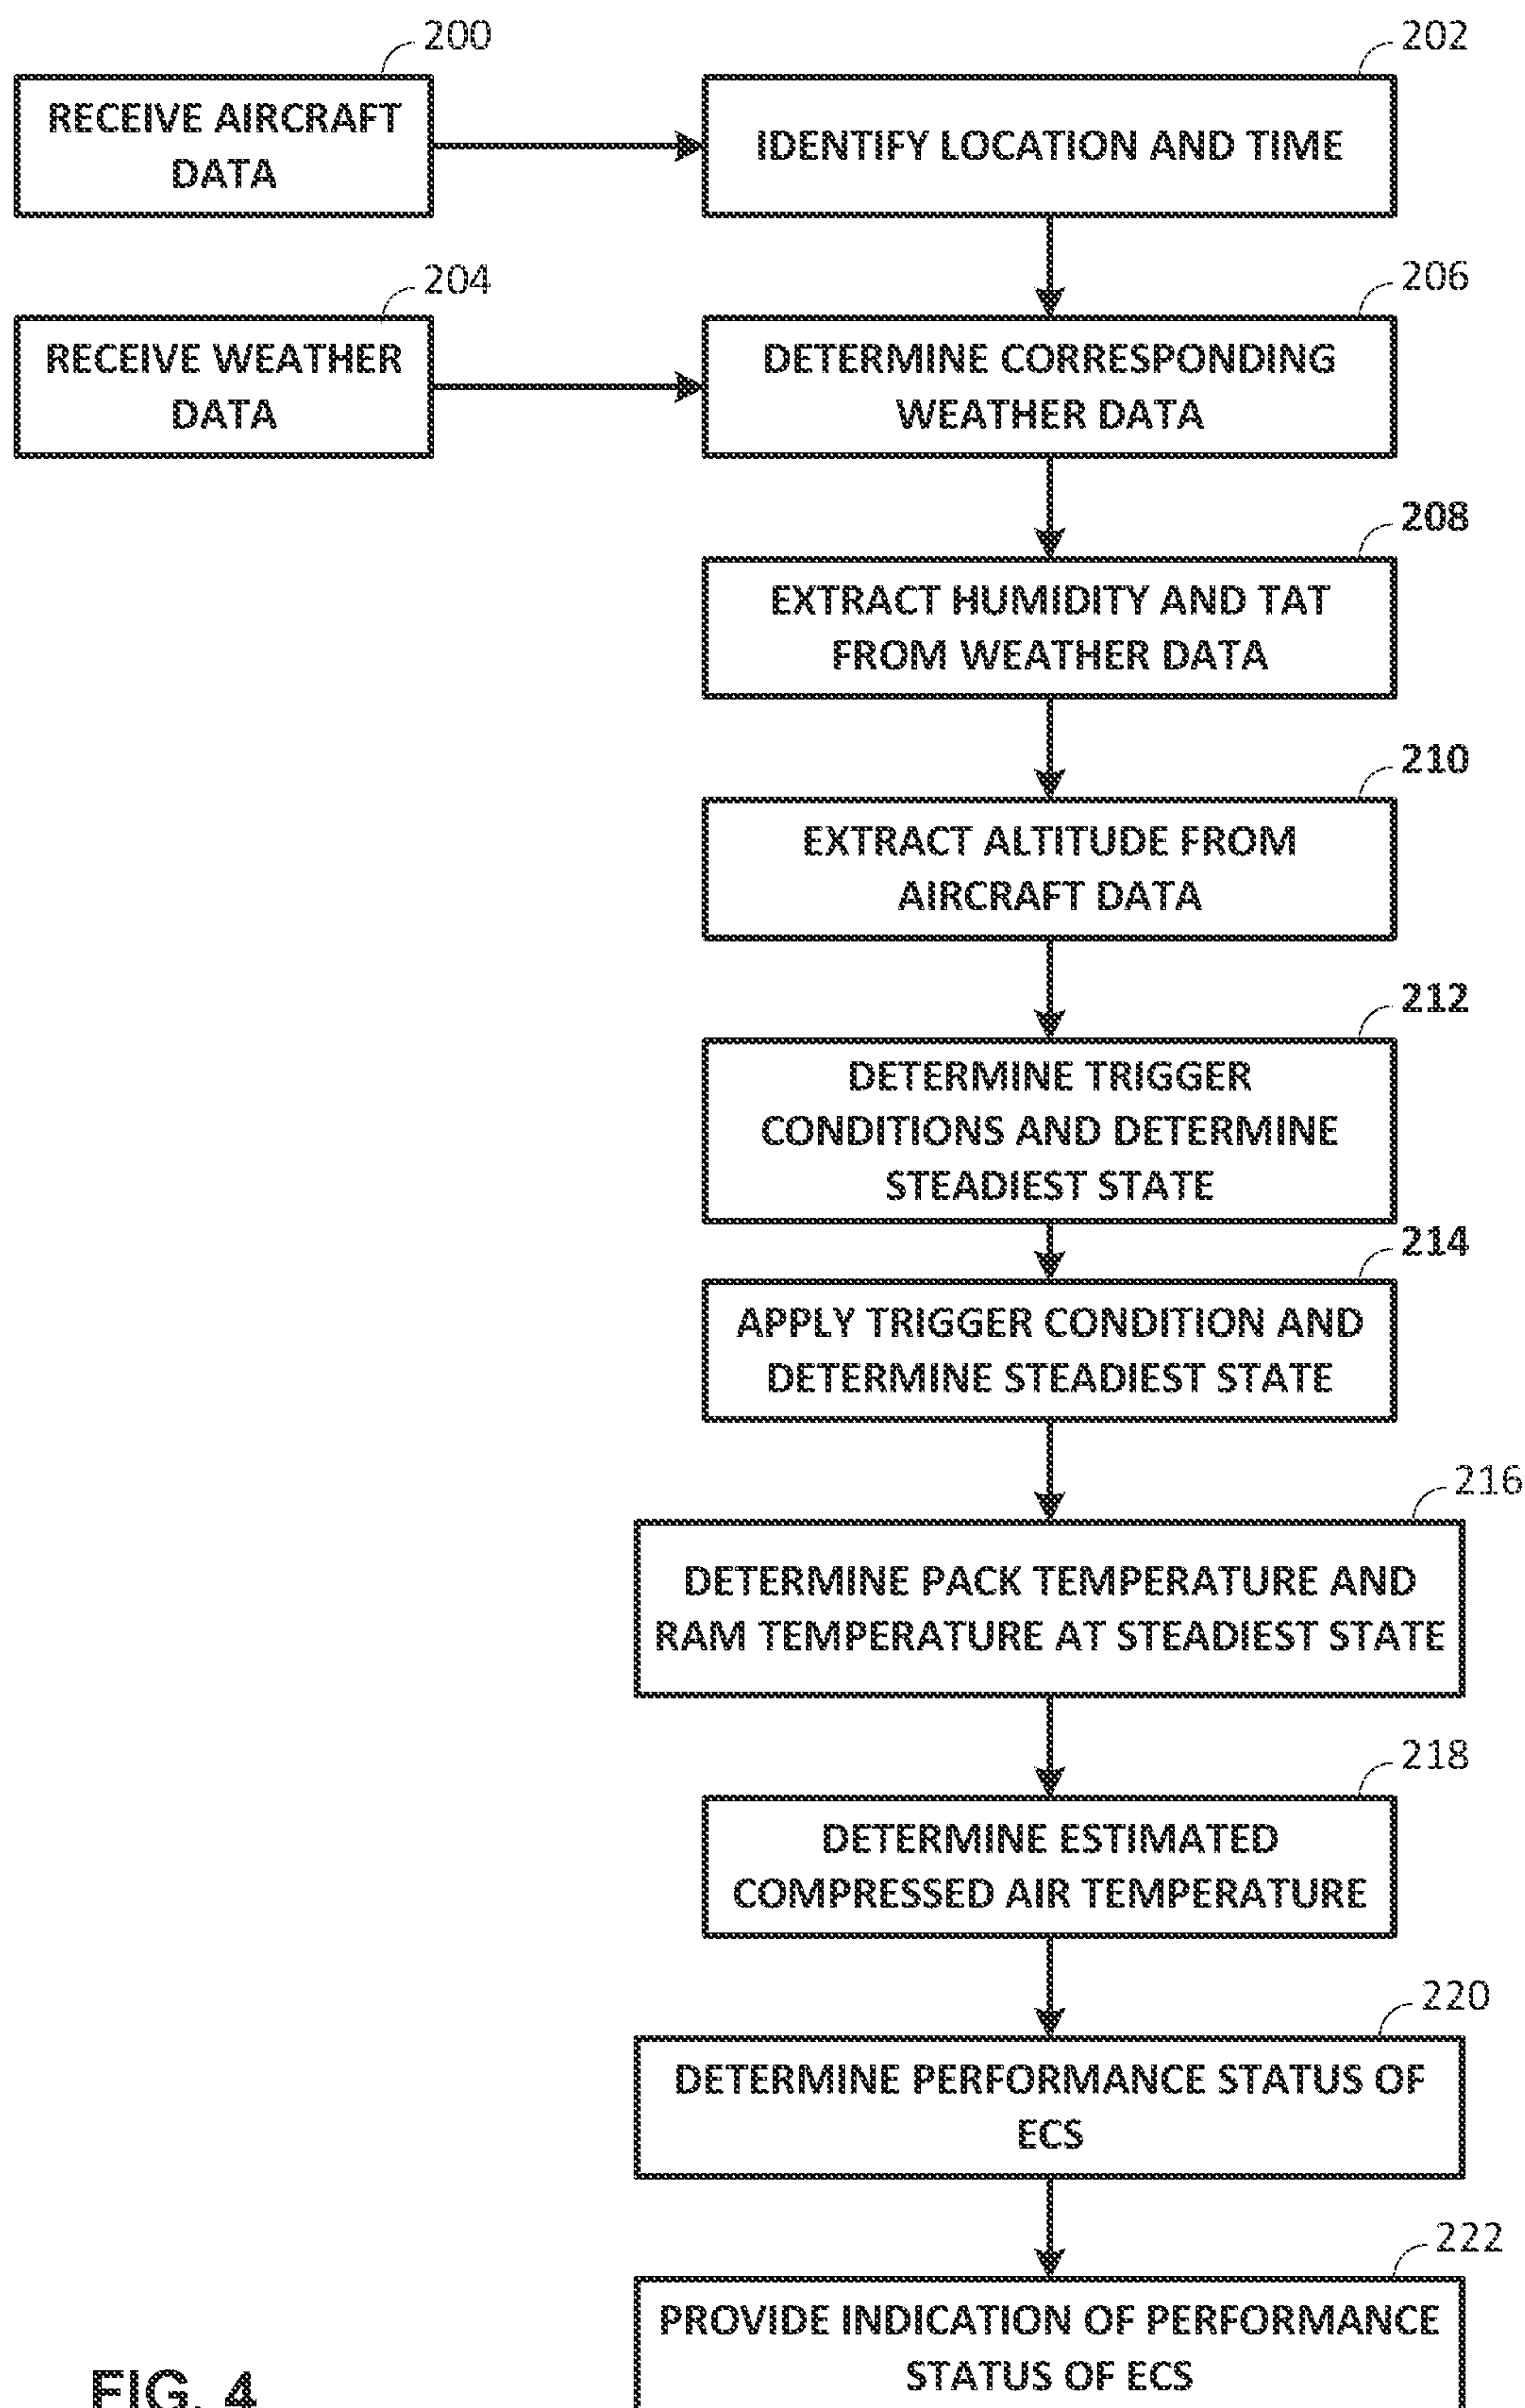 200
RECEIVE AIRCRAFT
DATA
202
IDENTIFY LOCATION AND TIME
204
RECEIVE WEATHER
DATA
206
DETERMINE CORRESPONDING
WEATHER DATA
208
EXTRACT HUMIDITY AND TAT
FROM WEATHER DATA
210
EXTRACT ALTITUDE FROM
AIRCRAFT DATA
212
DETERMINE TRIGGER
CONDITIONS AND DETERMINE
STEADIEST STATE
214
APPLY TRIGGER CONDITION AND
DETERMINE STEADIEST STATE
216
DETERMINE PACK TEMPERATURE AND
RAM TEMPERATURE AT STEADIEST STATE
218
DETERMINE ESTIMATED
COMPRESSED AIR TEMPERATURE
220
DETERMINE PERFORMANCE STATUS OF
ECS
222
PROVIDE INDICATION OF PERFORMANCE
STATUS OF ECS
FIG. 4